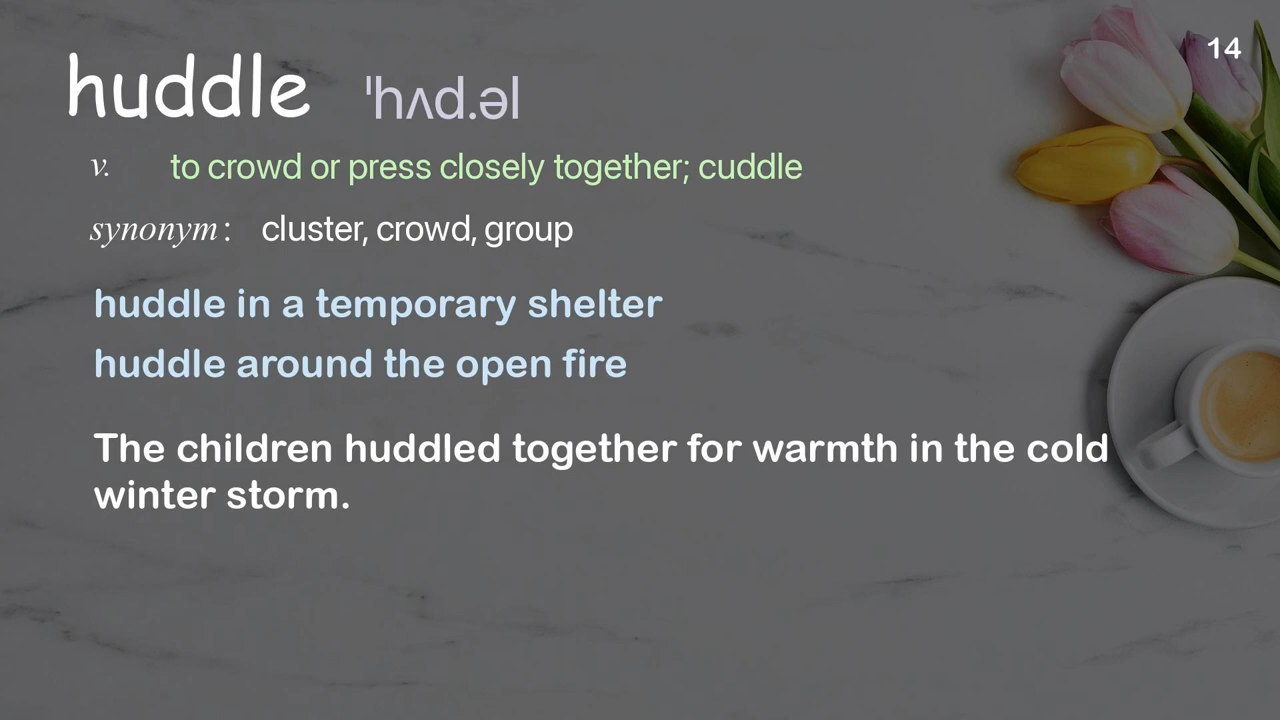 14
huddle ˈhʌd.əl
v. to crowd or press closely together; cuddle
synonym: cluster, crowd, group
huddle in a temporary shelter
huddle around the open fire
The children huddled together for warmth in the cold
winter storm.